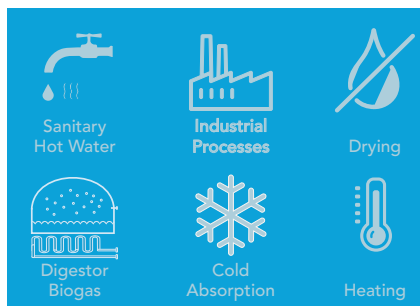 Sanitary
Hot Water
Industrial
Processes
Drying
Digestor
Biogas
Cold
Absorption
Heating